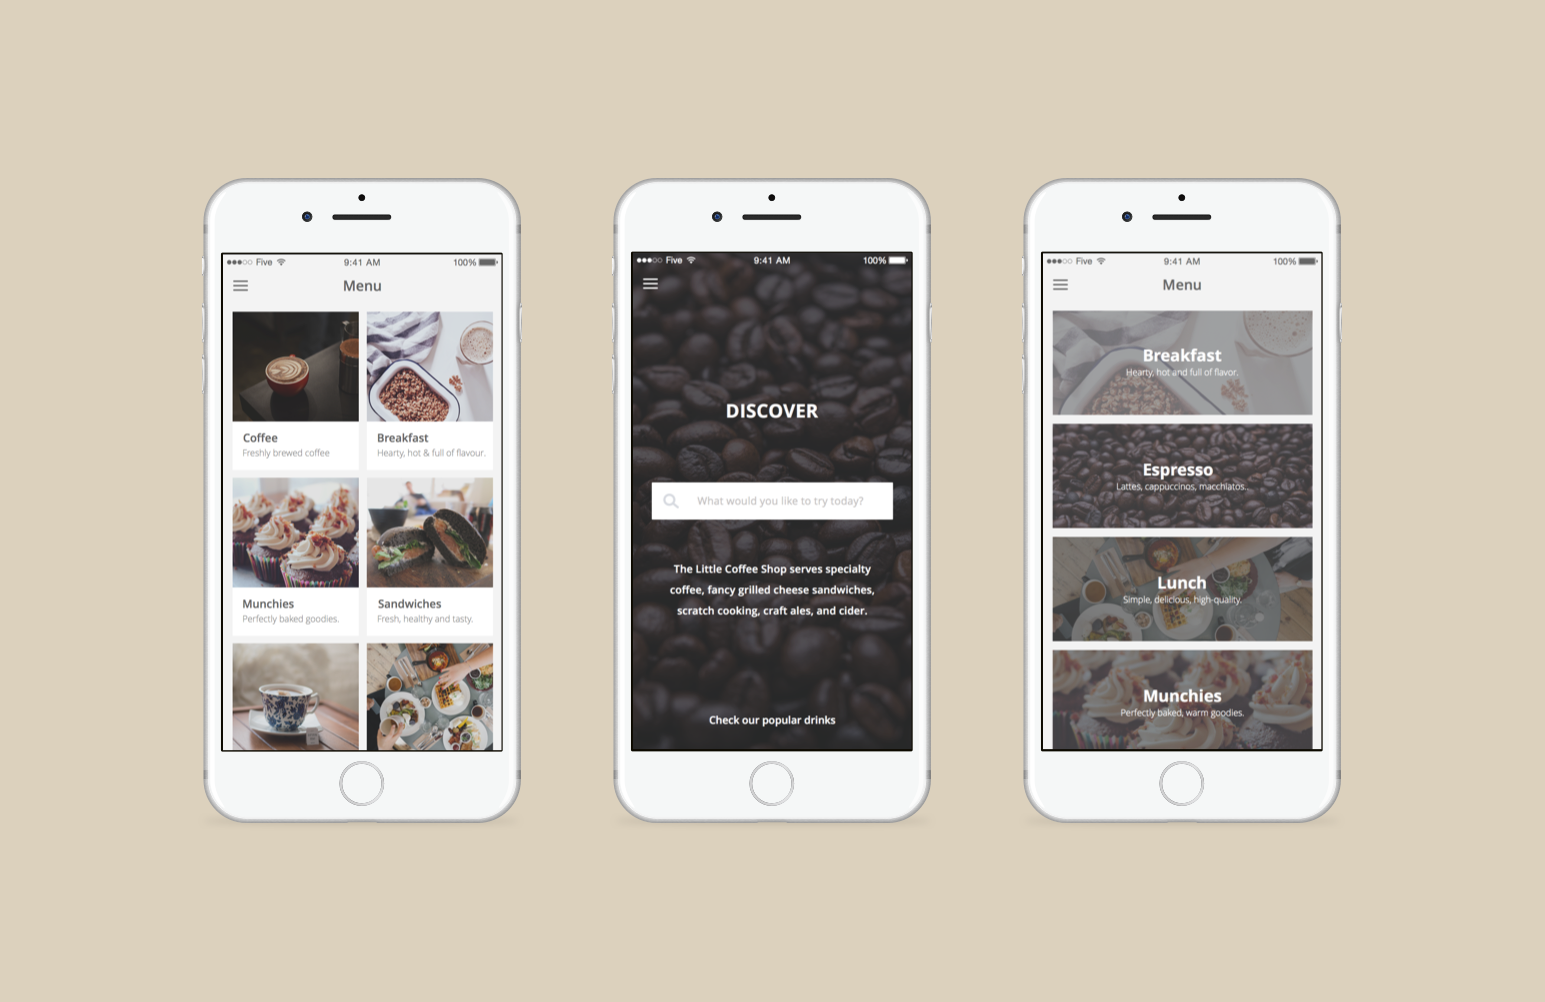 Five 9:41 AM 100%
Menu
Coffee
Freshly brewed coffee
Breakfast
Hearty, hot & full of flavour.
Munchies
Perfectly baked goodies.
Sandwiches
Fresh, healthy and tasty.
Five 9:41 AM 100%
DISCOVER
What would you like to try today?
The Little Coffee Shop serves specialty
coffee, fancy grilled cheese sandwiches,
scratch cooking, craft ales, and cider.
Check our popular drinks
Five 9:41 AM 100%
Menu
Breakfast
Hearty, hot and full of flavor.
Espresso
Lattes, cappuccinos, macchiatos.
Lunch
Simple, delicious, high-quality.
Munchies
Perfectly baked, warm goodies.